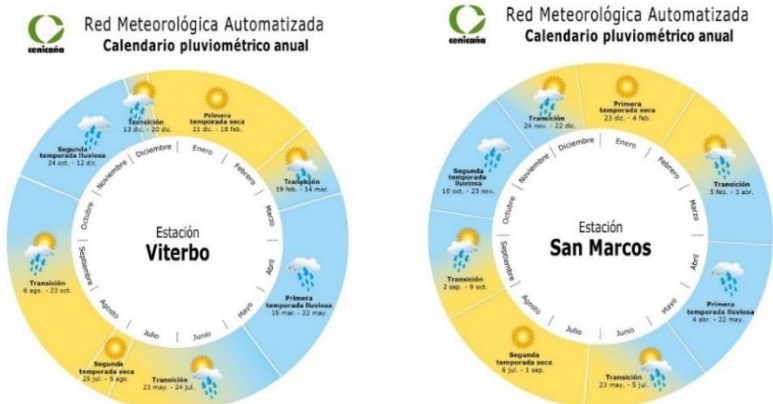 cenicaña
Red Meteorológica Automatizada
Calendario pluviométrico anual
Transición
13 dic. - 20 dic.
Primera
temporada seca
21 dic. - 18 feb.
Transición
19 feb. - 14 mar.
Primera
temporada lluviosa
15 mar. - 22 may.
Transición
23 may. - 24 jul.
Segunda
temporada seca
25 jul. - 5 ago.
Transición
6 ago. - 23 oct.
Segunda
temporada lluviosa
24 oct. - 12 dic.
Enero
Febrero
Marzo
Abril
Mayo
Junio
Julio
Agosto
Septiembre
Octubre
Noviembre
Diciembre
Estación
Viterbo
cenicaña
Red Meteorológica Automatizada
Calendario pluviométrico anual
Transición
24 nov. - 22 dic.
Primera
temporada seca
23 dic. - 4 feb.
Transición
5 feb. - 3 abr.
Primera
temporada lluviosa
4 abr. - 22 may.
Transición
23 may. - 5 jul.
Segunda
temporada seca
6 jul. - 1 sep.
Transición
2 sep. - 9 oct.
Segunda
temporada lluviosa
10 oct. - 23 nov.
Enero
Febrero
Marzo
Abril
Mayo
Junio
Julio
Agosto
Septiembre
Octubre
Noviembre
Diciembre
Estación
San Marcos